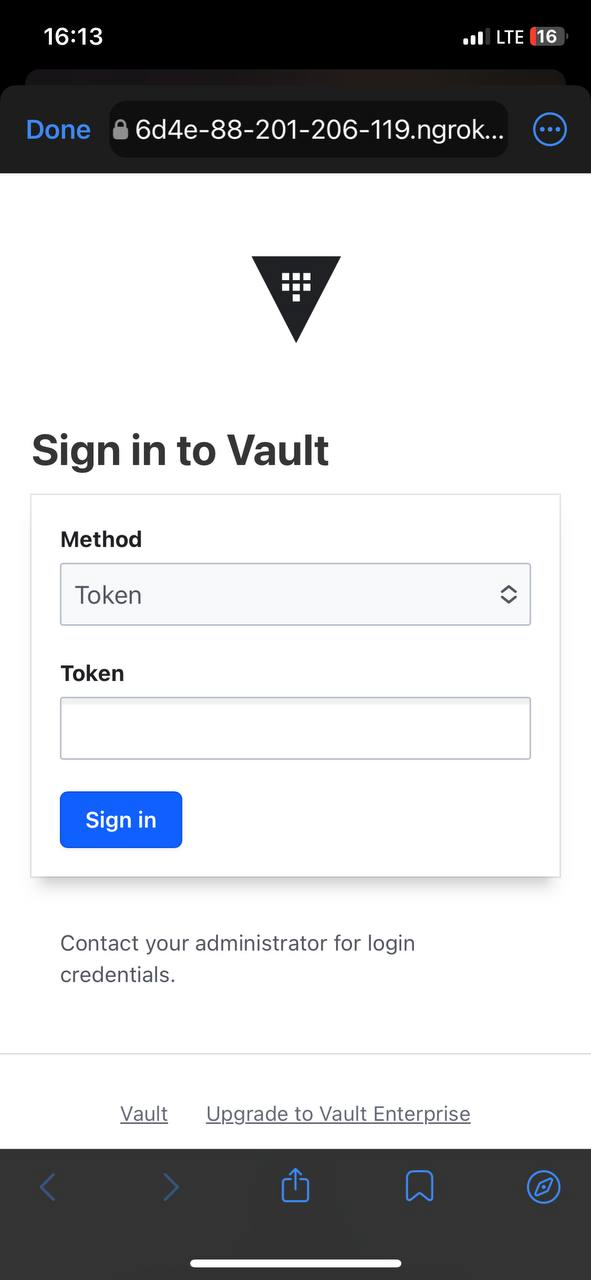 16:13
LTE 16
Done 6d4e-88-201-206-119.ngrok...
Sign in to Vault
Method
Token
Token
Sign in
Contact your administrator for login
credentials.
Vault Upgrade to Vault Enterprise